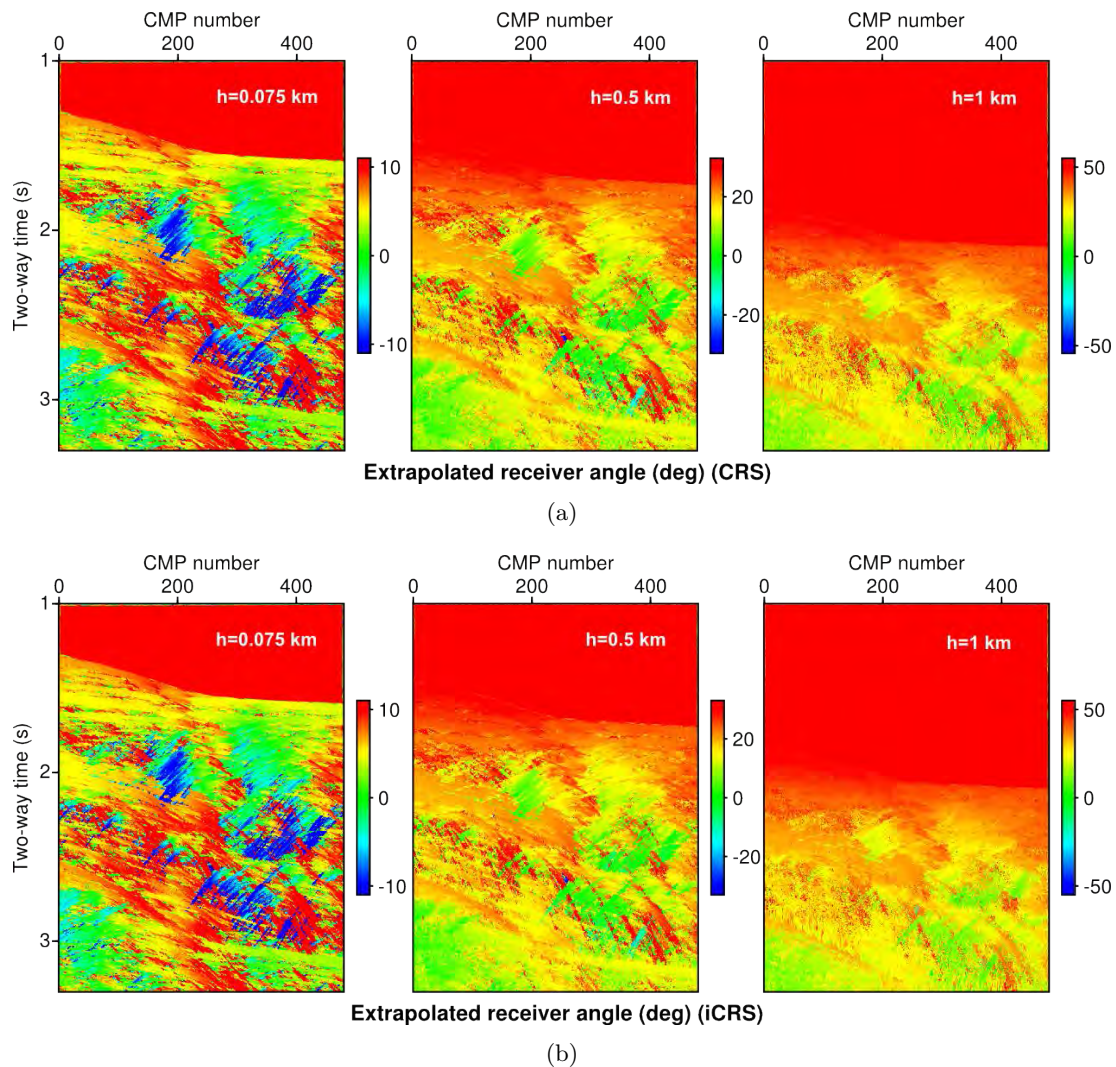 CMP number CMP number CMP number
0 200 400 0 200 400 0 200 400
1
h=0.075 km h=0.5 km h=1 km
10 20 50
Two-way time (s)
2
0 0 0
-10 -20 -50
3
Extrapolated receiver angle (deg) (CRS)
(a)
CMP number CMP number CMP number
0 200 400 0 200 400 0 200 400
1
h=0.075 km h=0.5 km h=1 km
10 20 50
Two-way time (s)
2
0 0 0
-10 -20 -50
3
Extrapolated receiver angle (deg) (iCRS)
(b)